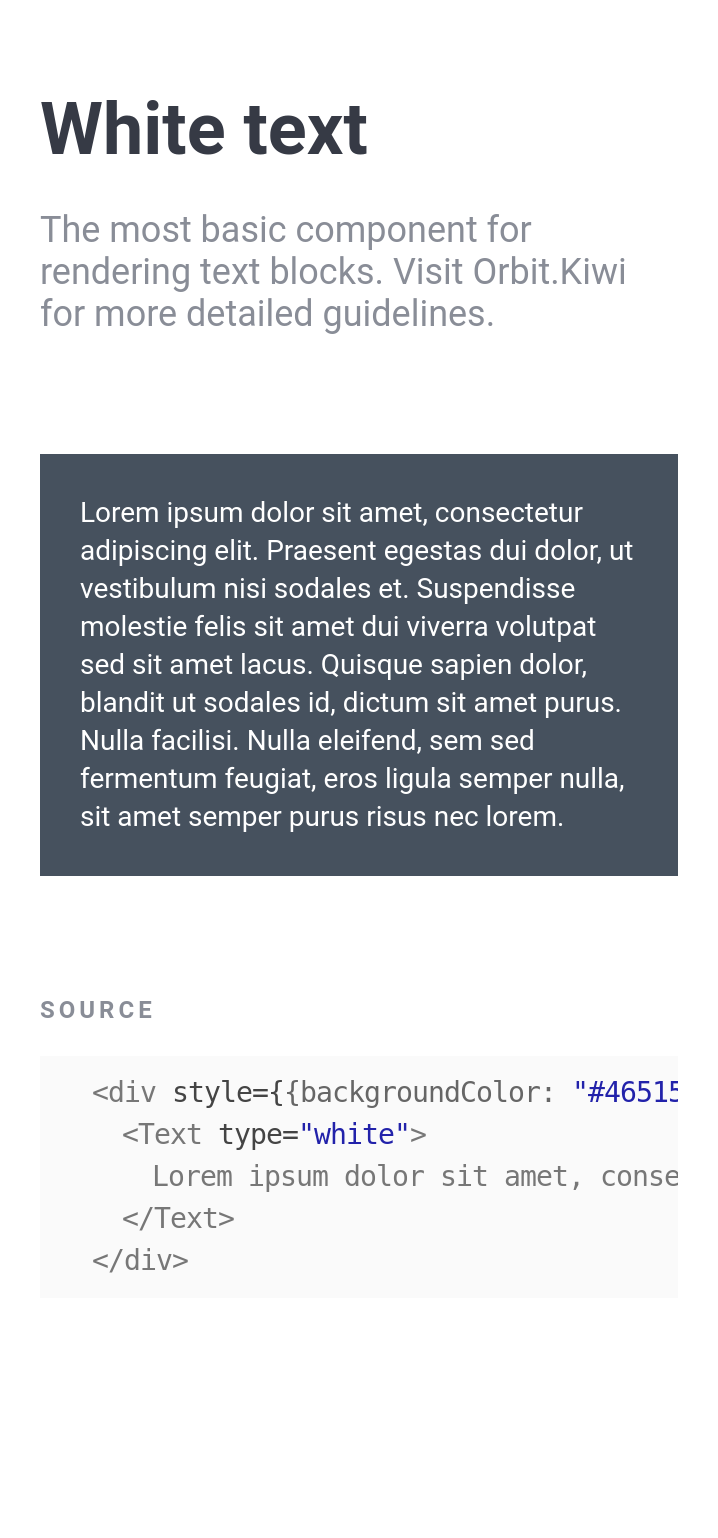 White text
The most basic component for
rendering text blocks. Visit Orbit.Kiwi
for more detailed guidelines.
Lorem ipsum dolor sit amet, consectetur
adipiscing elit. Praesent egestas dui dolor, ut
vestibulum nisi sodales et. Suspendisse
molestie felis sit amet dui viverra volutpat
sed sit amet lacus. Quisque sapien dolor,
blandit ut sodales id, dictum sit amet purus.
Nulla facilisi. Nulla eleifend, sem sed
fermentum feugiat, eros ligula semper nulla,
sit amet semper purus risus nec lorem.
SOURCE
<div style={{backgroundColor: "#46515
<Text type="white">
Lorem ipsum dolor sit amet, conse
</Text>
</div>